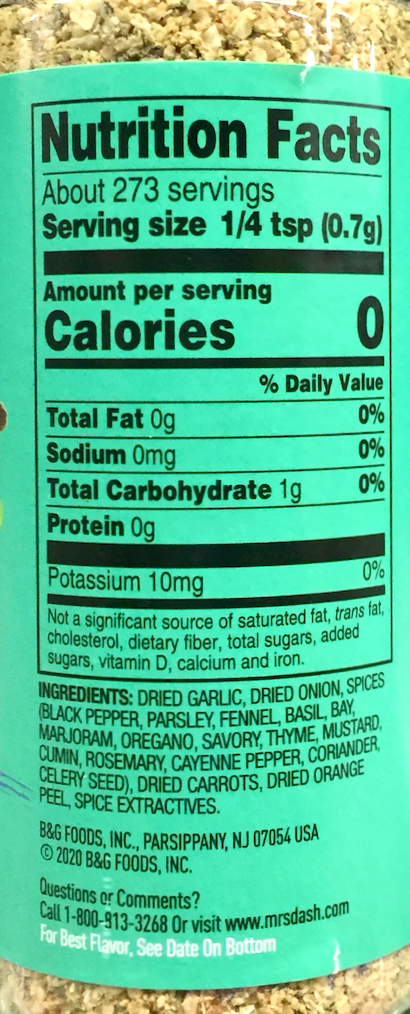 Nutrition Facts
About 273 servings
Serving size 1/4 tsp (0.7g)
Amount per serving
Calories 0
% Daily Value
Total Fat 0g 0%
Sodium 0mg 0%
Total Carbohydrate 1g 0%
Protein 0g
Potassium 10mg 0%
Not a significant source of saturated fat, trans fat,
cholesterol, dietary fiber, total sugars, added
sugars, vitamin D, calcium and iron.
INGREDIENTS: DRIED GARLIC, DRIED ONION, SPICES
(BLACK PEPPER, PARSLEY, FENNEL, BASIL, BAY,
MARJORAM, OREGANO, SAVORY, THYME, MUSTARD,
CUMIN, ROSEMARY, CAYENNE PEPPER, CORIANDER,
CELERY SEED), DRIED CARROTS, DRIED ORANGE
PEEL, SPICE EXTRACTIVES.
B&G FOODS, INC., PARSIPPANY, NJ 07054 USA
© 2020 B&G FOODS, INC.
Questions or Comments?
Call 1-800-913-3268 Or visit www.mrsdash.com
For Best Flavor, See Date On Bottom